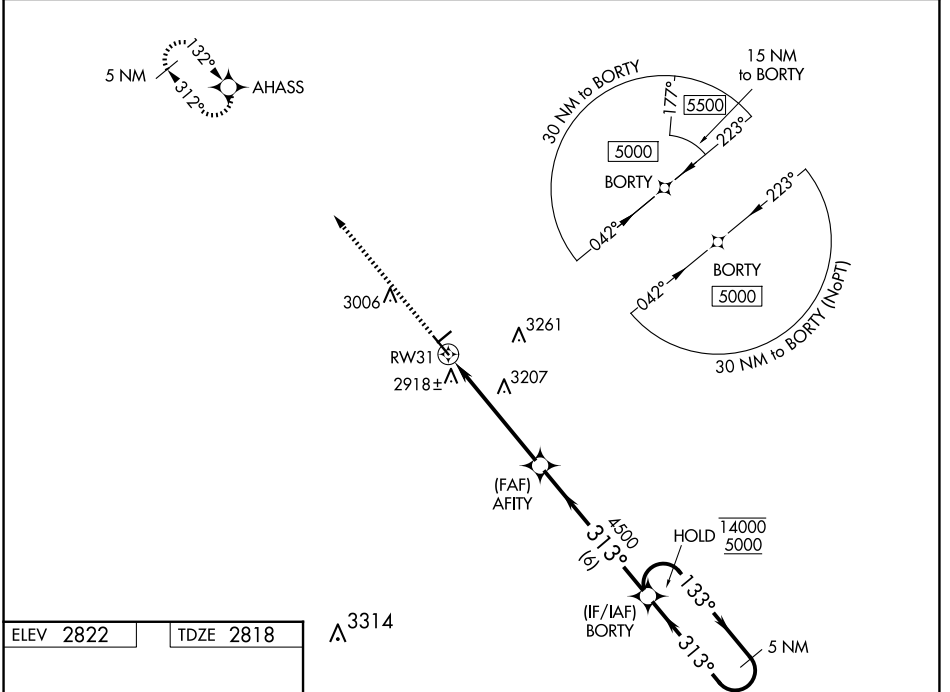 132°
5 NM
312°
AHASS
15 NM
to BORTY
30 NM to BORTY
177°
5500
223°
5000
BORTY
042°
223°
BORTY
042°
5000
30 NM to BORTY (NoPT)
3006
3261
RW31
2918±
3207
(FAF)
AFITY
4500
313°
(6)
HOLD
14000
5000
133°
(IF/IAF)
BORTY
313°
5 NM
ELEV 2822
TDZE 2818
3314